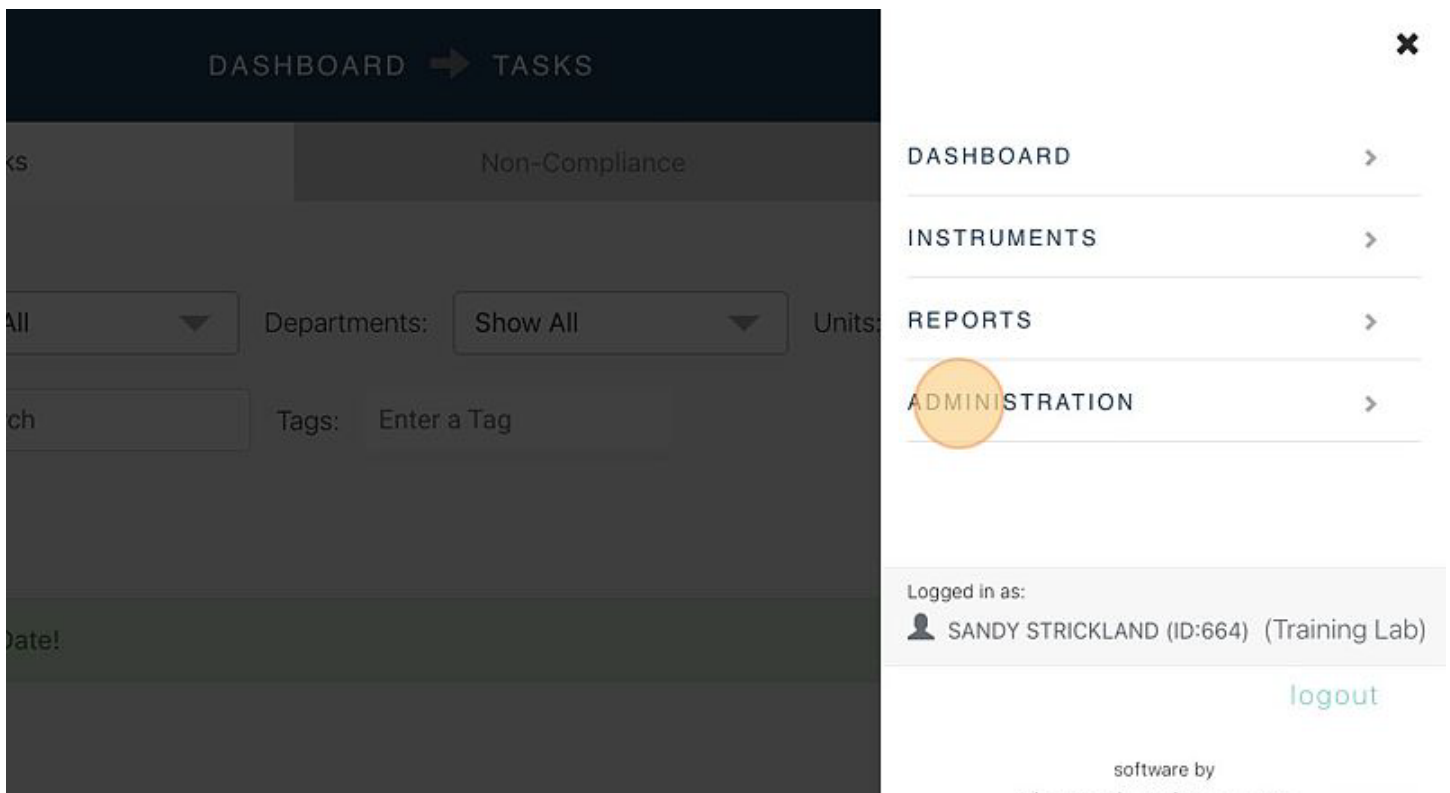 DASHBOARD TASKS
ks
Non-Compliance
DASHBOARD
INSTRUMENTS
All
Departments:
Show All
Units:
REPORTS
ch
Tags:
Enter a Tag
ADMINISTRATION
Date!
Logged in as:
SANDY STRICKLAND (ID:664) (Training Lab)
logout
software by